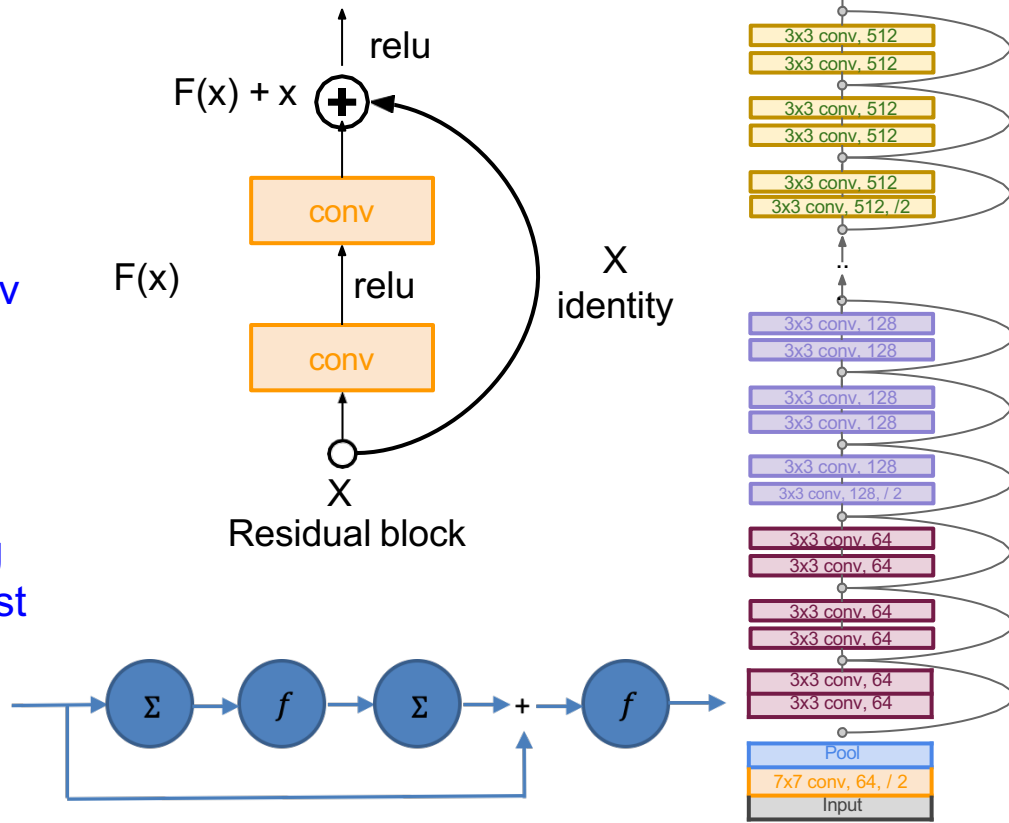 relu
F(x) + x
conv
F(x)
relu
X
identity
conv
X
Residual block
Σ
f
Σ
+
f
3x3 conv, 512
3x3 conv, 512
3x3 conv, 512
3x3 conv, 512
3x3 conv, 512
3x3 conv, 512, /2
..
3x3 conv, 128
3x3 conv, 128
3x3 conv, 128
3x3 conv, 128
3x3 conv, 128
3x3 conv, 128, / 2
3x3 conv, 64
3x3 conv, 64
3x3 conv, 64
3x3 conv, 64
3x3 conv, 64
3x3 conv, 64
Pool
7x7 conv, 64, / 2
Input